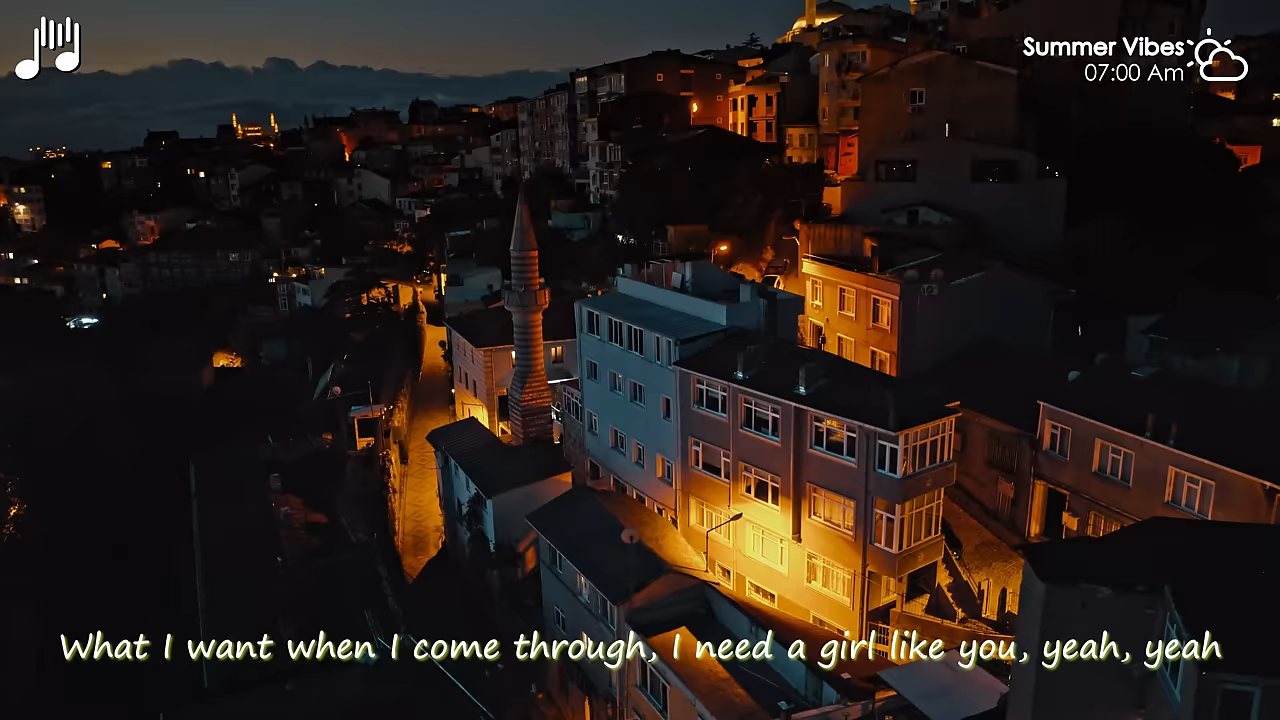 Summer Vibes
07:00 Am
What I want when I come through, I need a girl like you, yeah, yeah